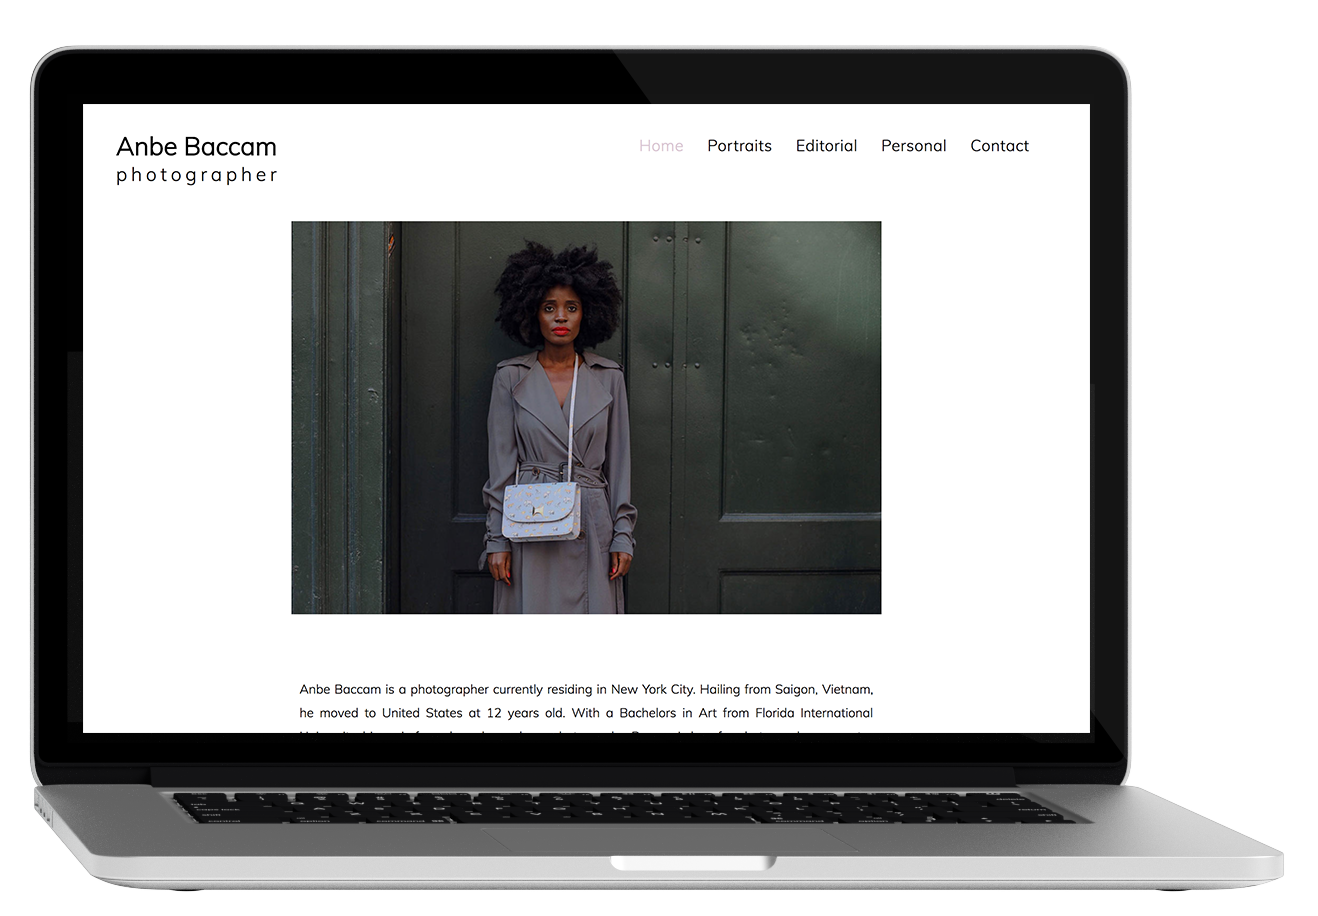 Anbe Baccam
photographer
Home Portraits Editorial Personal Contact
Anbe Baccam is a photographer currently residing in New York City. Hailing from Saigon, Vietnam,
he moved to United States at 12 years old. With a Bachelors in Art from Florida International